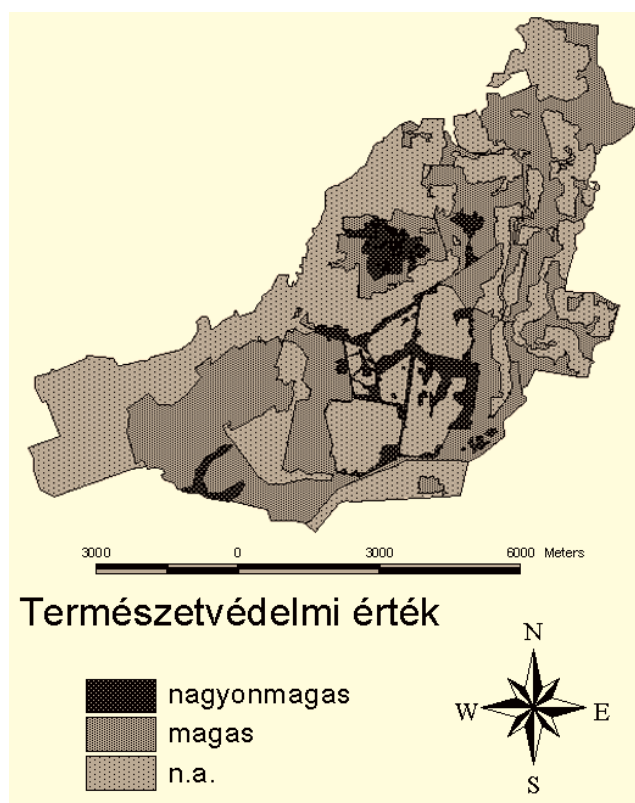 3000 0 3000 6000 Meters
Természetvédelmi érték
N
nagyonmagas
W E
magas
n.a.
S